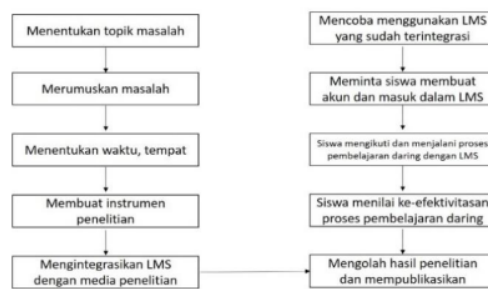 Menentukan topik masalah
Merumuskan masalah
Menentukan waktu, tempat
Membuat instrumen
penelitian
Mengintegrasikan LMS
dengan media penelitian
Mencoba menggunakan LMS
yang sudah terintegrasi
Meminta siswa membuat
akun dan masuk dalam LMS
Siswa mengikuti dan menjalani proses
pembelajaran daring dengan LMS
Siswa menilai ke-efektivitasan
proses pembelajaran daring
Mengolah hasil penelitian
dan mempublikasikan